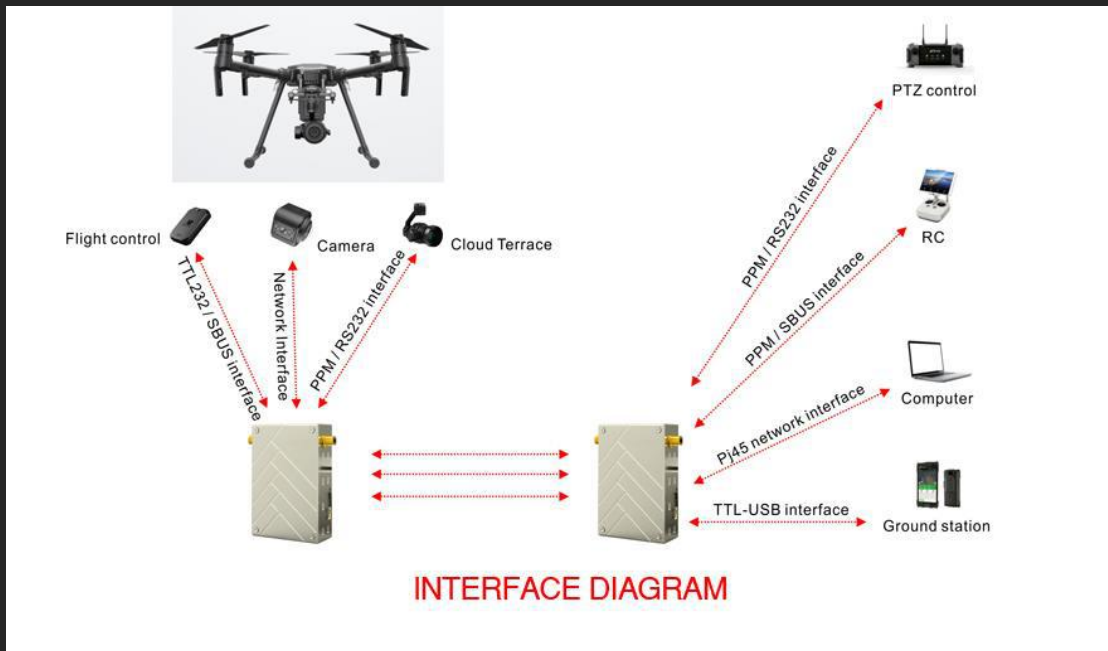 PTZ control
Flight control
Camera
Cloud Terrace
RC
TTL232 / SBUS interface
Network Interface
PPM / RS232 interface
PPM / RS232 interface
PPM / SBUS interface
Computer
Pj45 network interface
TTL-USB interface
Ground station
INTERFACE DIAGRAM